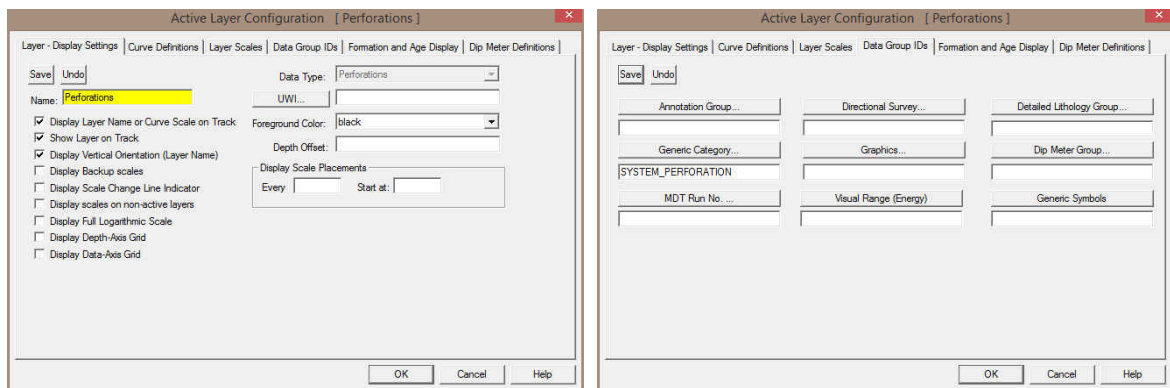 Active Layer Configuration [ Perforations ]
Layer - Display Settings Curve Definitions Layer Scales Data Group IDs Formation and Age Display Dip Meter Definitions
Save Undo
Data Type: Perforations
Name: Perforations
UWI...
Display Layer Name or Curve Scale on Track
Foreground Color: black
Show Layer on Track
Depth Offset:
Display Vertical Orientation (Layer Name)
Display Backup scales
Display Scale Placements
Display Scale Change Line Indicator
Every Start at:
Display scales on non-active layers
Display Full Logarithmic Scale
Display Depth-Axis Grid
Display Data-Axis Grid
OK Cancel Help
Active Layer Configuration [ Perforations ]
Layer - Display Settings Curve Definitions Layer Scales Data Group IDs Formation and Age Display Dip Meter Definitions
Save Undo
Annotation Group... Directional Survey... Detailed Lithology Group...
Generic Category... Graphics... Dip Meter Group...
SYSTEM_PERFORATION
MDT Run No. ... Visual Range (Energy) Generic Symbols
OK Cancel Help